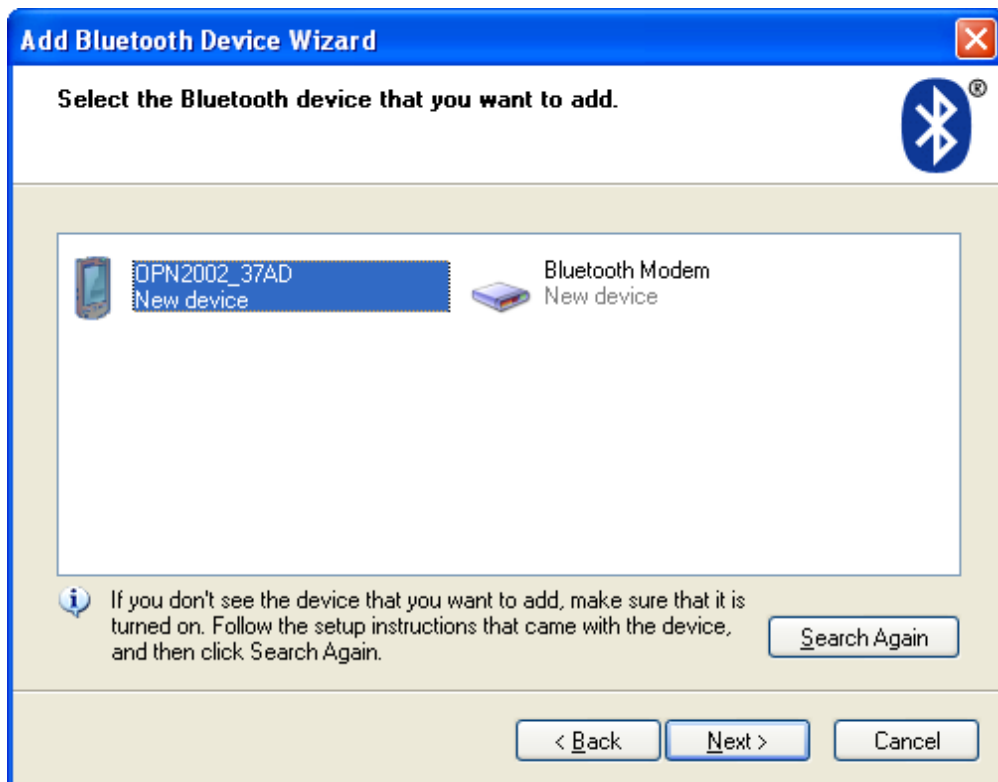 Add Bluetooth Device Wizard
Select the Bluetooth device that you want to add.
®
OPN2002_37AD
New device
Bluetooth Modem
New device
If you don't see the device that you want to add, make sure that it is
turned on. Follow the setup instructions that came with the device,
and then click Search Again.
Search Again
< Back
Next >
Cancel